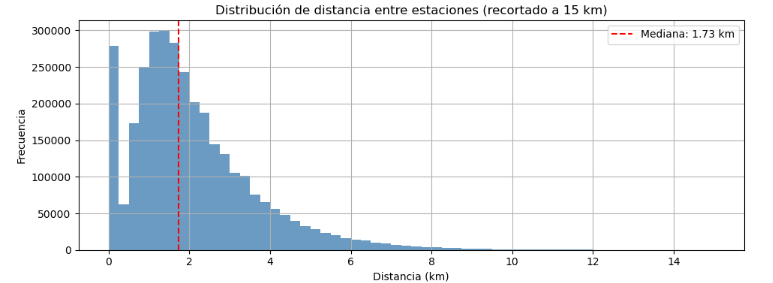 Distribución de distancia entre estaciones (recortado a 15 km)
Mediana: 1.73 km
Frecuencia
300000
250000
200000
150000
100000
50000
0
0 2 4 6 8 10 12 14
Distancia (km)